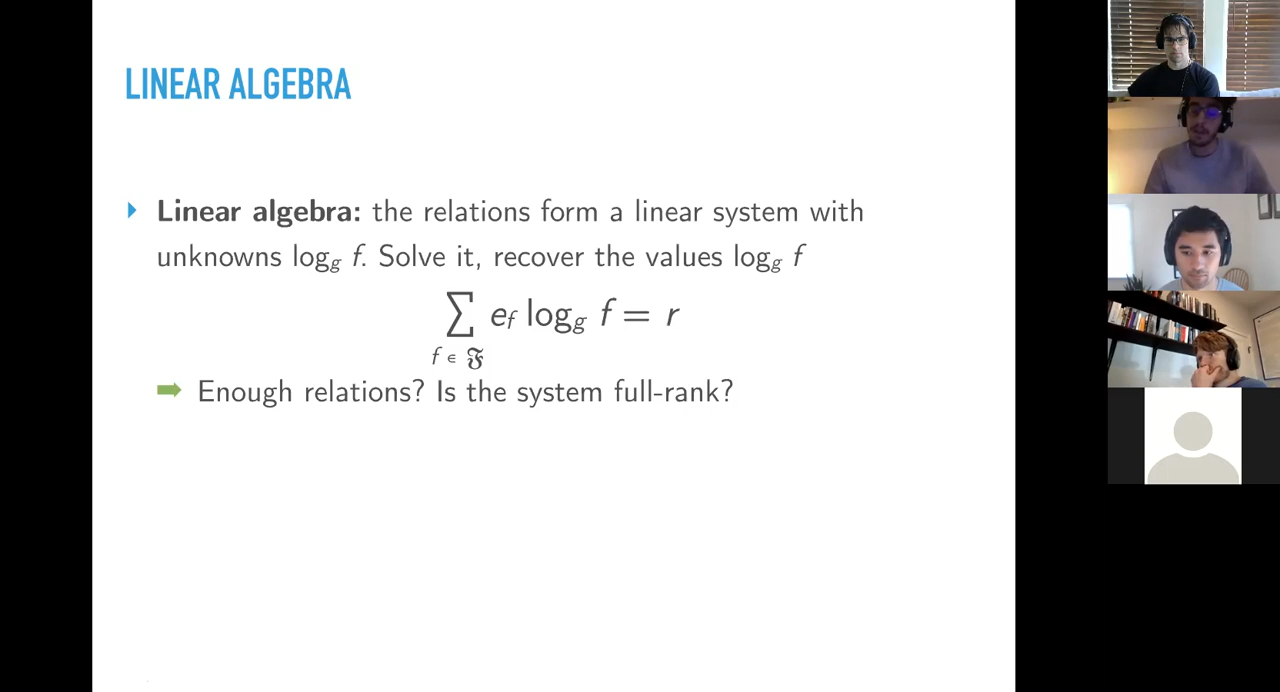 LINEAR ALGEBRA
Linear algebra: the relations form a linear system with
unknowns log_g f. Solve it, recover the values log_g f
∑ e_f log_g f = r
f ∈ 𝔉
Enough relations? Is the system full-rank?